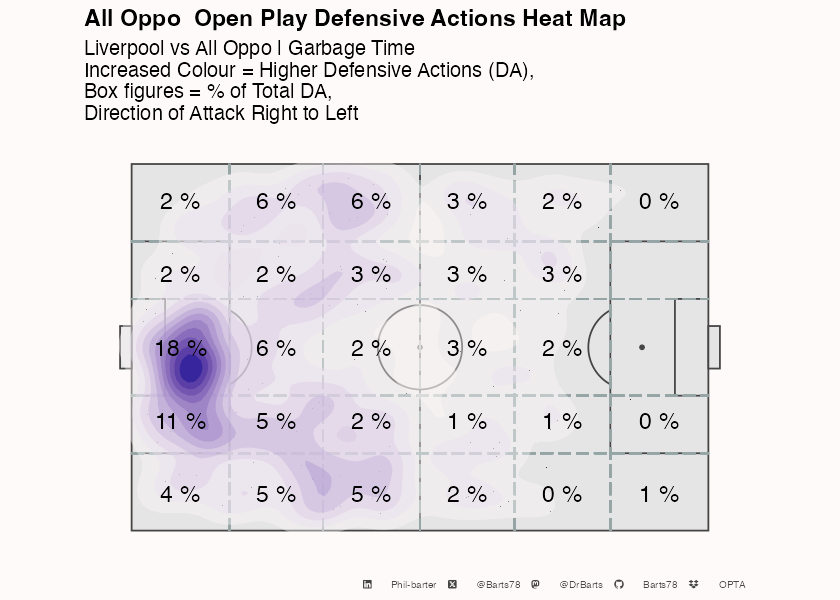 All Oppo  Open Play Defensive Actions Heat Map
Liverpool vs All Oppo | Garbage Time
Increased Colour = Higher Defensive Actions (DA),
Box figures = % of Total DA,
Direction of Attack Right to Left
2 % 6 % 6 % 3 % 2 % 0 %
2 % 2 % 3 % 3 % 3 %
18 % 6 % 2 % 3 % 2 %
11 % 5 % 2 % 1 % 1 % 0 %
4 % 5 % 5 % 2 % 0 % 1 %
Phil-barter @Barts78 @DrBarts Barts78 OPTA